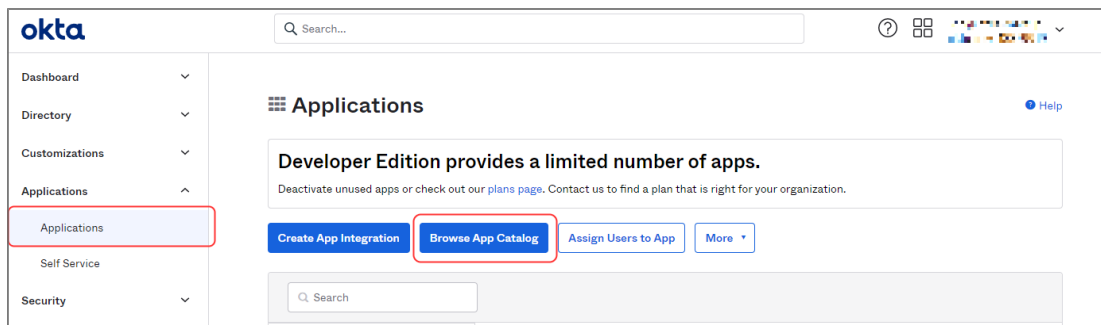 okta
Search...
Dashboard
Directory
Customizations
Applications
Applications
Self Service
Security
Applications
Help
Developer Edition provides a limited number of apps.
Deactivate unused apps or check out our plans page. Contact us to find a plan that is right for your organization.
Create App Integration Browse App Catalog Assign Users to App More
Search